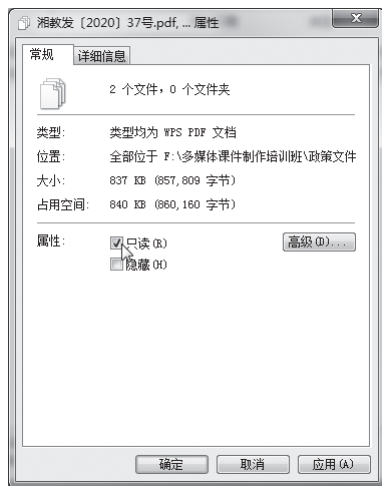 湘教发〔2020〕37号.pdf, ... 属性
常规 详细信息
2 个文件，0 个文件夹
类型: 类型均为 WPS PDF 文档
位置: 全部位于 F:\多媒体课件制作培训班\政策文件
大小: 837 KB (857,809 字节)
占用空间: 840 KB (860,160 字节)
属性: 只读(R) 高级(D)...
隐藏(H)
确定 取消 应用(A)